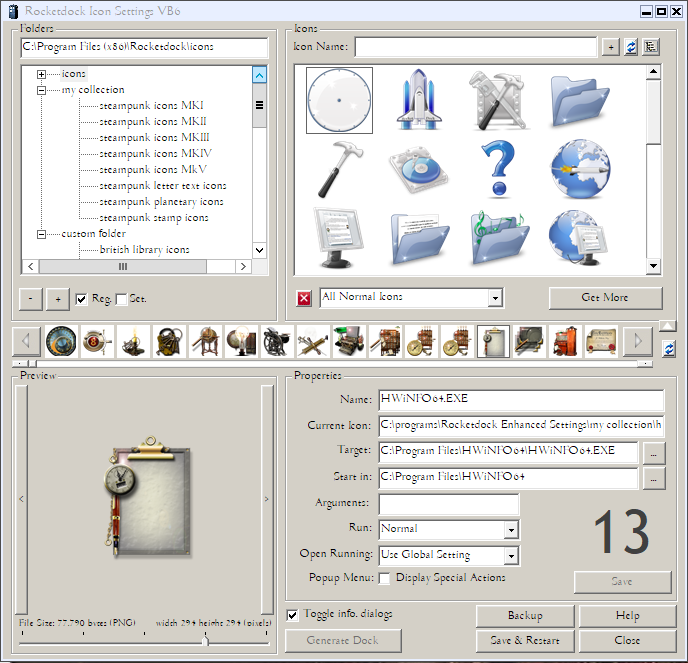 Rocketdock Icon Settings VB6
Folders
C:\Program Files (x86)\Rocketdock\icons
icons
my collection
steampunk icons MKI
steampunk icons MKII
steampunk icons MKIII
steampunk icons MKIV
steampunk icons MkV
steampunk letter text icons
steampunk planetary icons
steampunk stamp icons
custom folder
british library icons
- + Reg. Set.
Icons
Icon Name: +
All Normal Icons Get More
Preview
File Size: 77,790 bytes (PNG) width 294 height 294 (pixels)
Properties
Name: HWiNFO64.EXE
Current Icon: C:\programs\Rocketdock Enhanced Settings\my collection\h
Target: C:\Program Files\HWiNFO64\HWiNFO64.EXE ...
Start in: C:\Program Files\HWiNFO64 ...
Arguments:
Run: Normal
13
Open Running: Use Global Setting
Popup Menu: Display Special Actions Save
Toggle info. dialogs Backup Help
Generate Dock Save & Restart Close